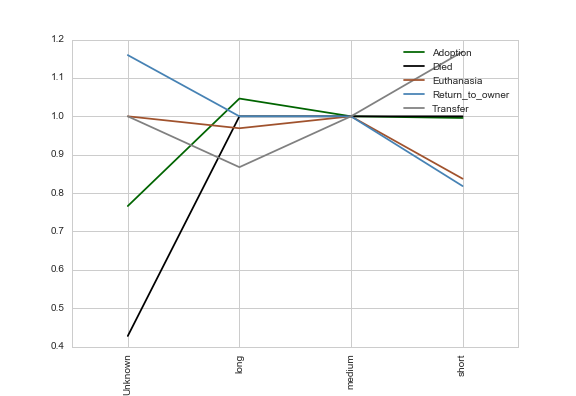 1.2
1.1
1.0
0.9
0.8
0.7
0.6
0.5
0.4
Adoption
Died
Euthanasia
Return_to_owner
Transfer
Unknown
long
medium
short